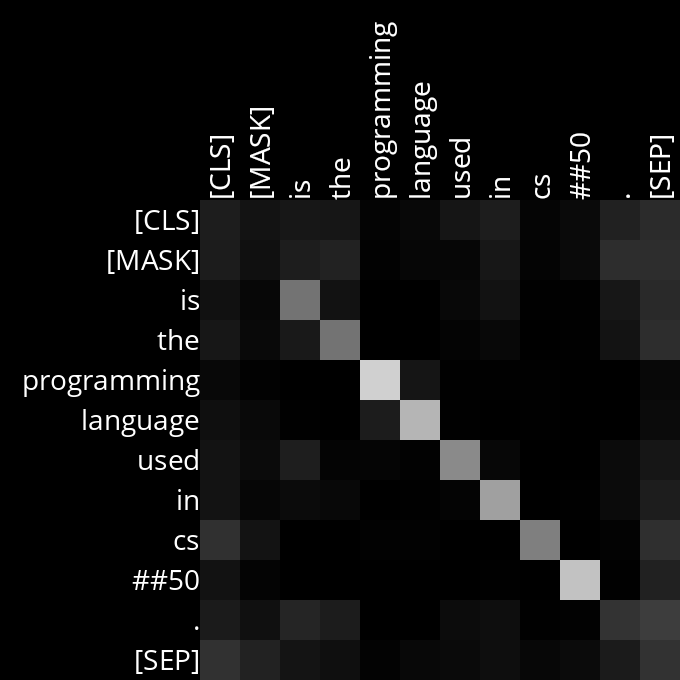 [CLS]
[MASK]
is
the
programming
language
used
in
cs
##50
.
[SEP]
[CLS]
[MASK]
is
the
programming
language
used
in
cs
##50
.
[SEP]